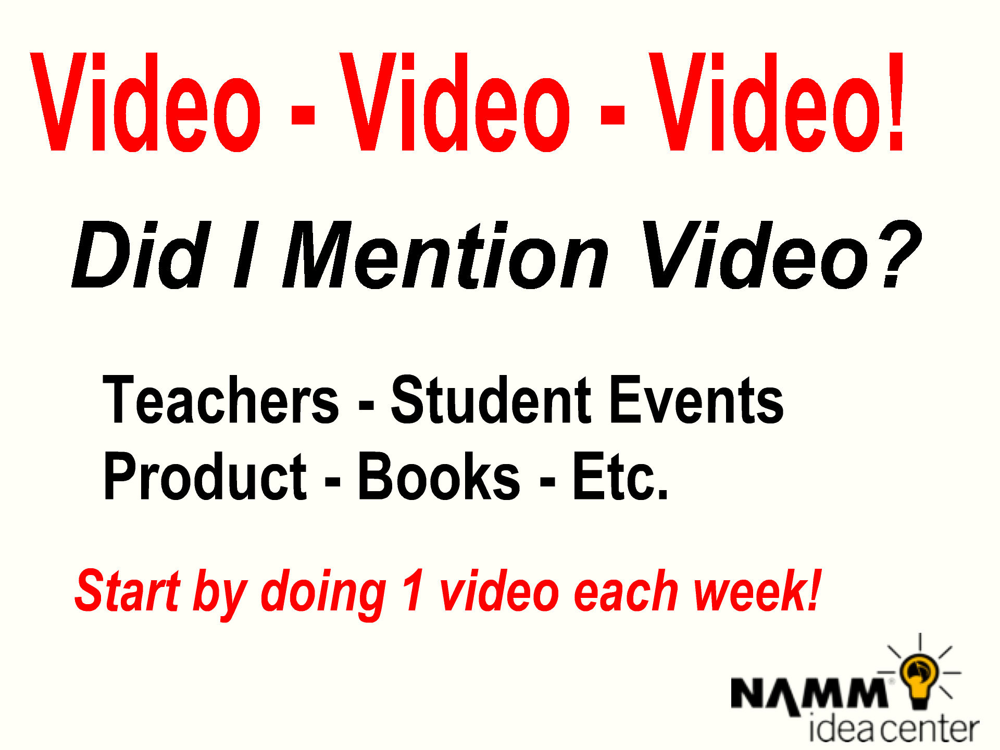 Video - Video - Video!
Did I Mention Video?
Teachers - Student Events
Product - Books - Etc.
Start by doing 1 video each week!
NAMM®
idea center